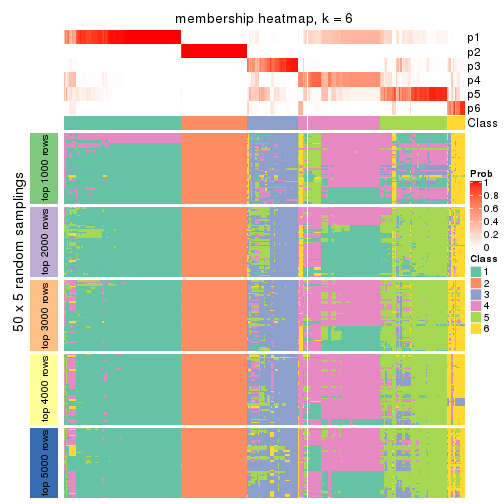 membership heatmap, k = 6
p1
p2
p3
p4
p5
p6
Class
50 x 5 random samplings
top 1000 rows
top 2000 rows
top 3000 rows
top 4000 rows
top 5000 rows
Prob
1
0.8
0.6
0.4
0.2
0
Class
1
2
3
4
5
6